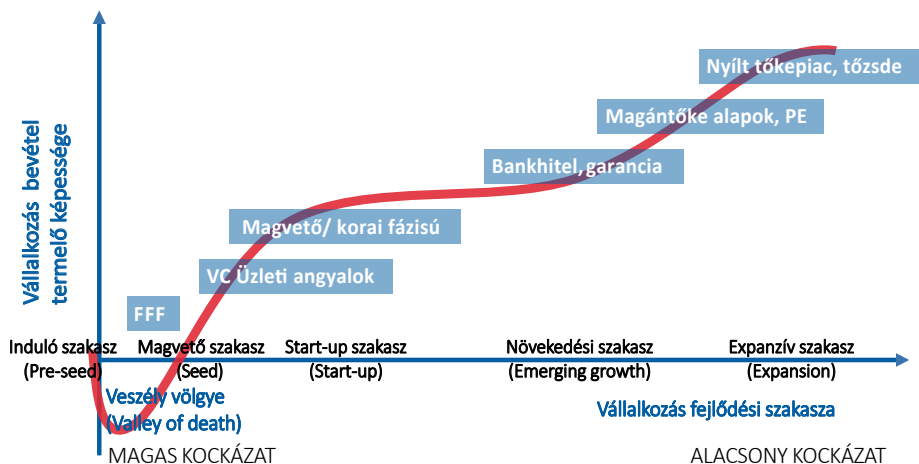 Vállalkozás bevétel
termelő képessége
Nyílt tőkepiac, tőzsde
Magántőke alapok, PE
Bankhitel, garancia
Magvető/ korai fázisú
VC Üzleti angyalok
FFF
Induló szakasz
(Pre-seed)
Magvető szakasz
(Seed)
Start-up szakasz
(Start-up)
Növekedési szakasz
(Emerging growth)
Expanzív szakasz
(Expansion)
Veszély völgye
(Valley of death)
Vállalkozás fejlődési szakasza
MAGAS KOCKÁZAT
ALACSONY KOCKÁZAT